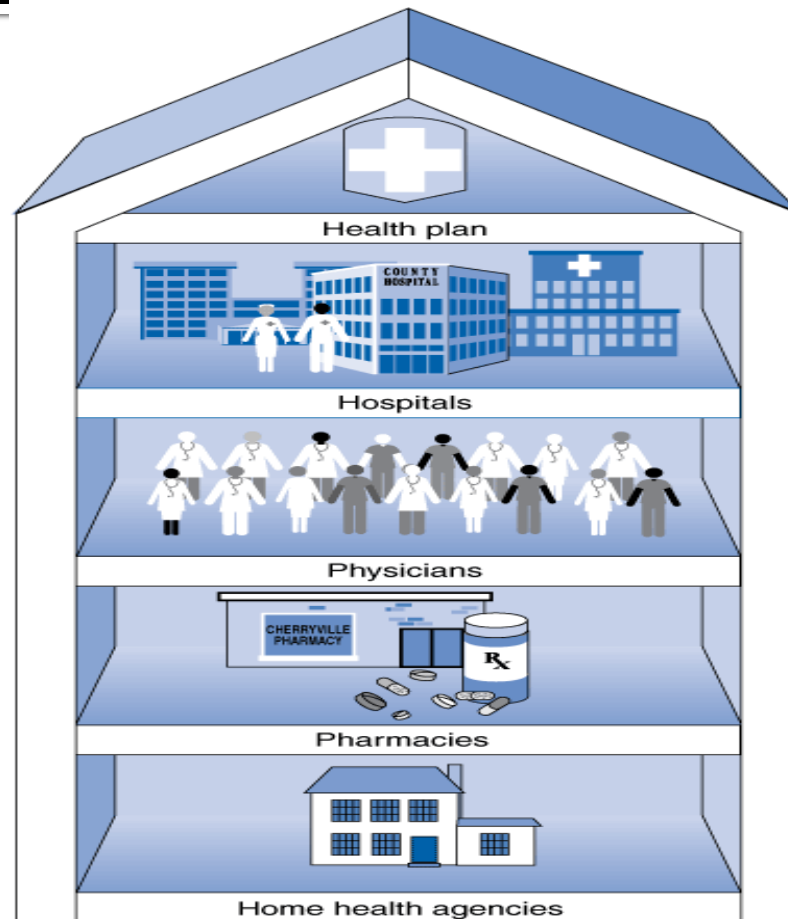 Health plan
COUNTY
HOSPITAL
Hospitals
Physicians
CHERRYVILLE
PHARMACY
Rx
Pharmacies
Home health agencies